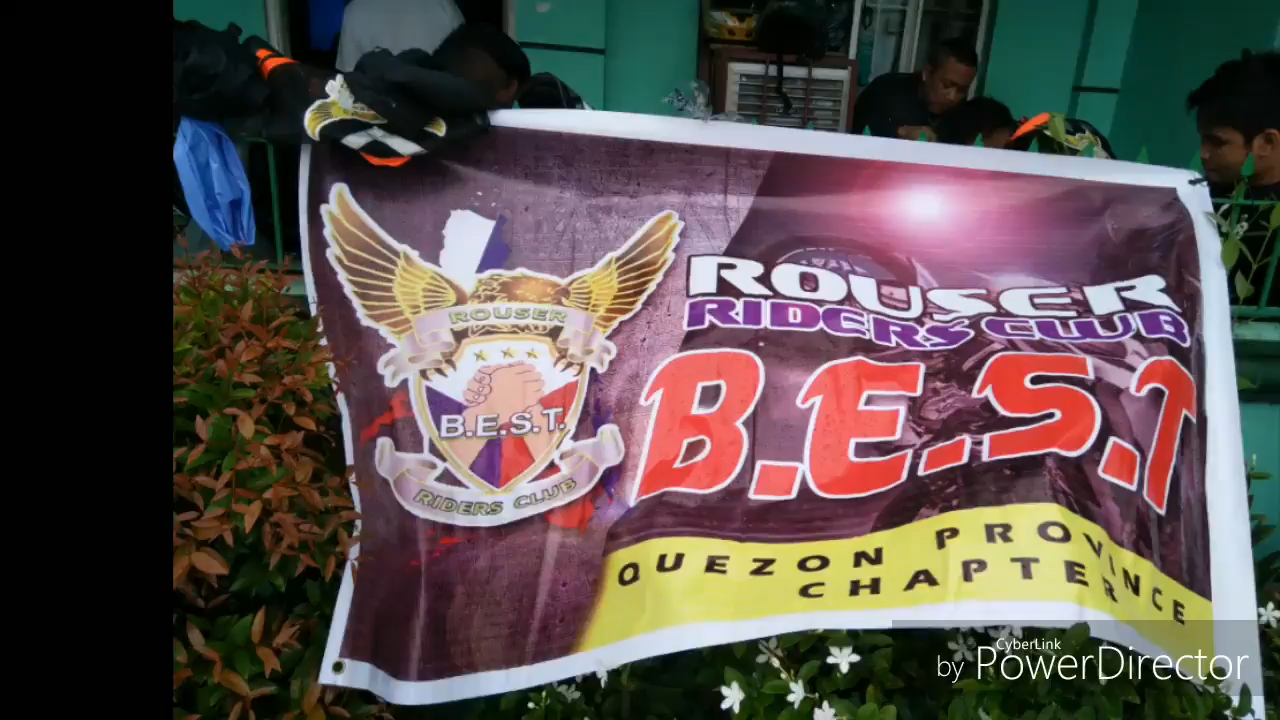 ROUSER
B.E.S.T.
RIDERS CLUB
ROUSER
RIDERS CLUB
B.E.S.T
QUEZON PROVINCE
CHAPTER
CyberLink
by PowerDirector